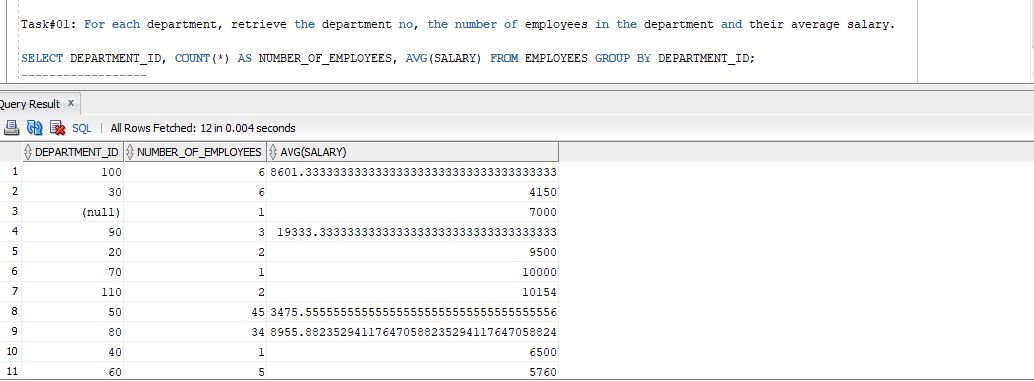 Task#01: For each department, retrieve the department no, the number of employees in the department and their average salary.
SELECT DEPARTMENT_ID, COUNT(*) AS NUMBER_OF_EMPLOYEES, AVG(SALARY) FROM EMPLOYEES GROUP BY DEPARTMENT_ID;
------------------
Query Result x
SQL | All Rows Fetched: 12 in 0.004 seconds
DEPARTMENT_ID NUMBER_OF_EMPLOYEES AVG(SALARY)
1 100 6 8601.333333333333333333333333333333333333
2 30 6 4150
3 (null) 1 7000
4 90 3 19333.3333333333333333333333333333333333
5 20 2 9500
6 70 1 10000
7 110 2 10154
8 50 45 3475.555555555555555555555555555555555556
9 80 34 8955.882352941176470588235294117647058824
10 40 1 6500
11 60 5 5760